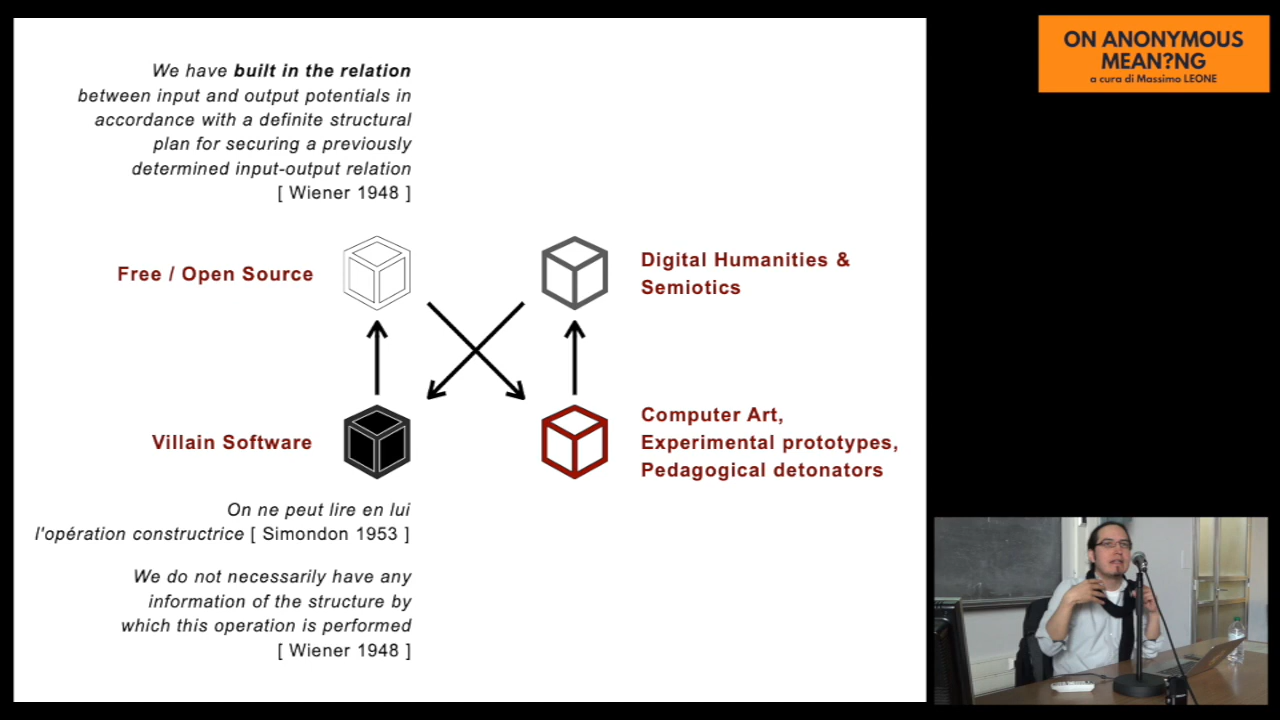 We have built in the relation
between input and output potentials in
accordance with a definite structural
plan for securing a previously
determined input-output relation
[ Wiener 1948 ]
Free / Open Source
Digital Humanities &
Semiotics
Villain Software
Computer Art,
Experimental prototypes,
Pedagogical detonators
On ne peut lire en lui
l'opération constructrice [ Simondon 1953 ]
We do not necessarily have any
information of the structure by
which this operation is performed
[ Wiener 1948 ]
ON ANONYMOUS
MEAN?NG
a cura di Massimo LEONE